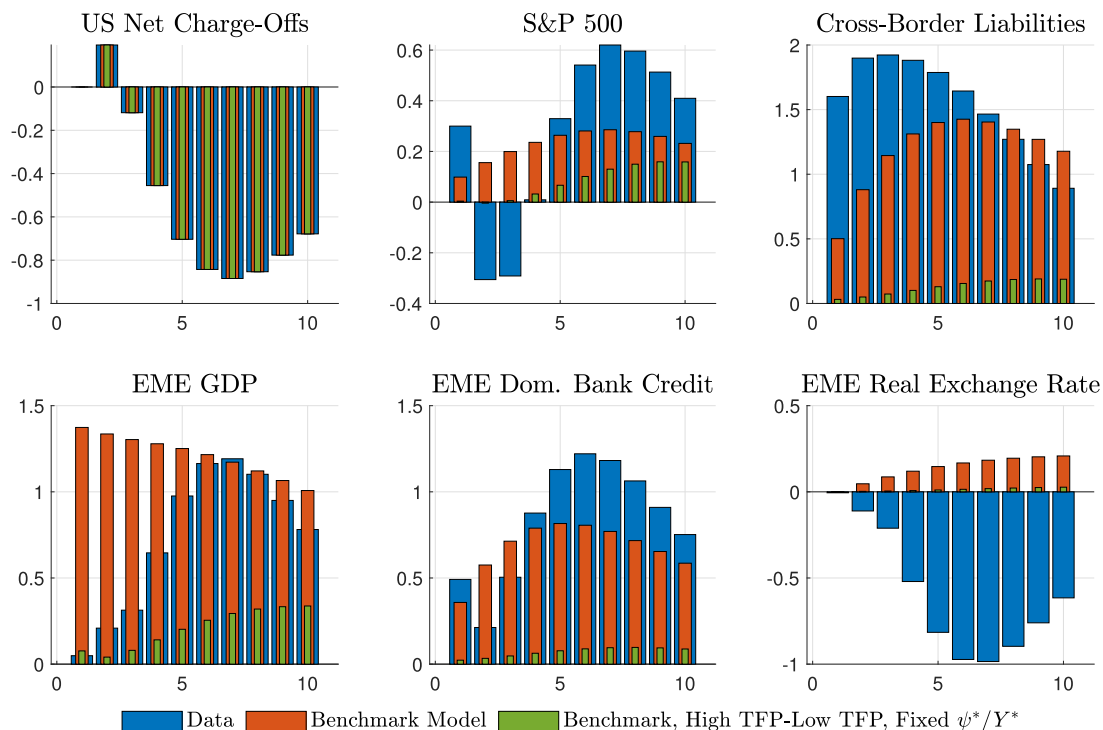 US Net Charge-Offs
S&P 500
Cross-Border Liabilities
0
-0.2
-0.4
-0.6
-0.8
-1
0 5 10
0.6
0.4
0.2
0
-0.2
-0.4
0 5 10
2
1.5
1
0.5
0
0 5 10
EME GDP
EME Dom. Bank Credit
EME Real Exchange Rate
1.5
1
0.5
0
0 5 10
1.5
1
0.5
0
0 5 10
0.5
0
-0.5
-1
0 5 10
Data Benchmark Model Benchmark, High TFP-Low TFP, Fixed ψ*/Y*